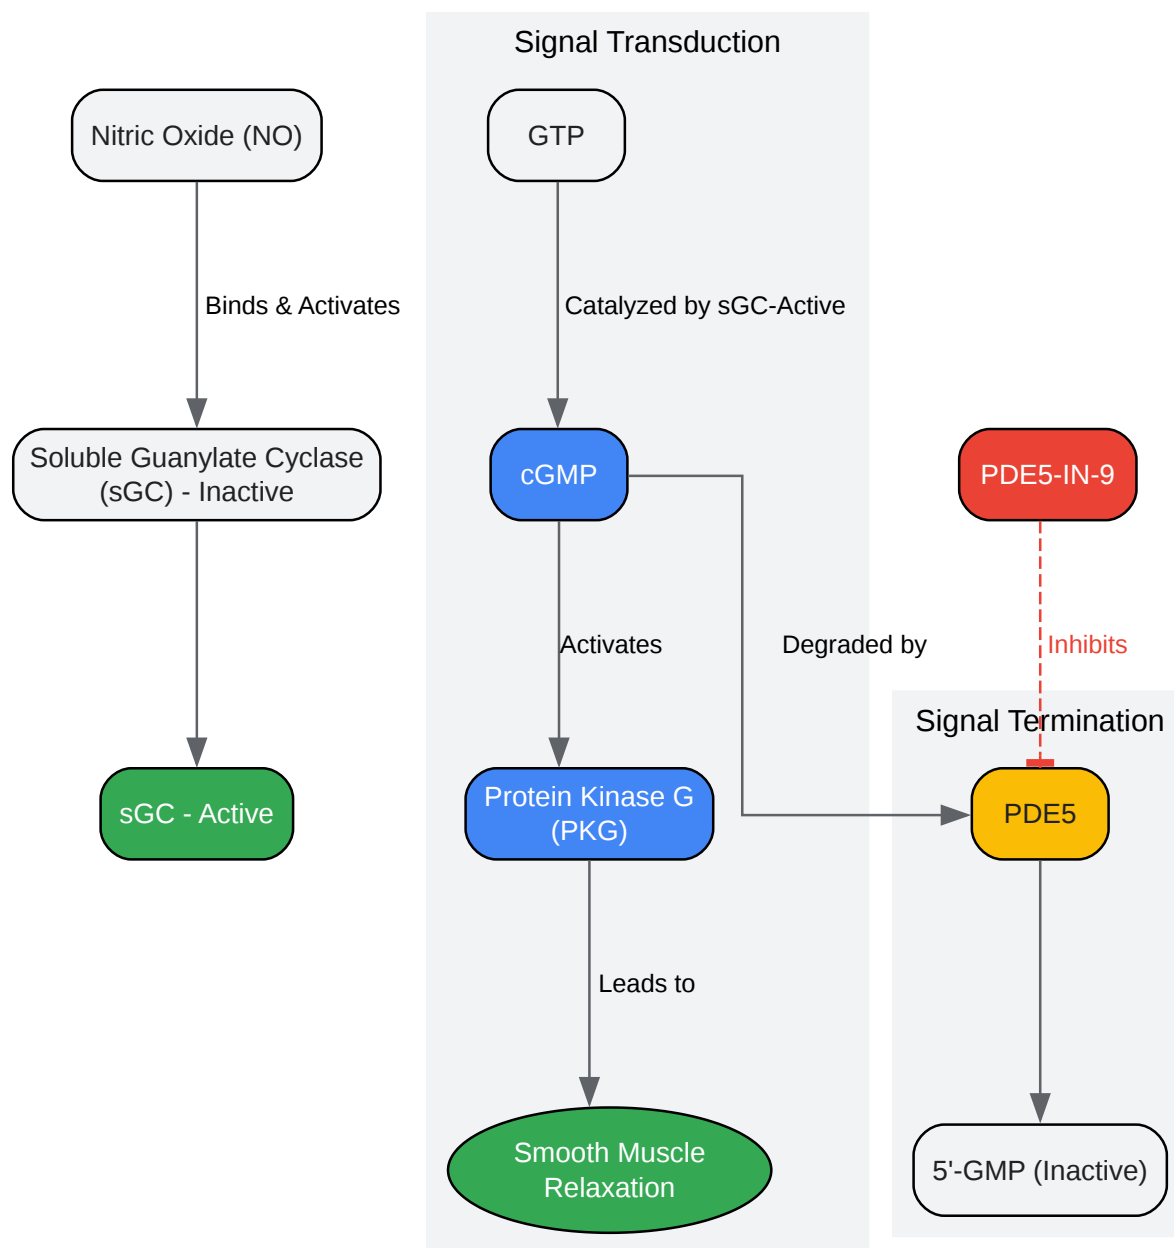 Signal Transduction
Nitric Oxide (NO)
GTP
Binds & Activates
Catalyzed by sGC-Active
Soluble Guanylate Cyclase
(sGC) - Inactive
cGMP
PDE5-IN-9
Activates
Degraded by
Inhibits
Signal Termination
sGC - Active
Protein Kinase G
(PKG)
PDE5
Leads to
Smooth Muscle
Relaxation
5'-GMP (Inactive)